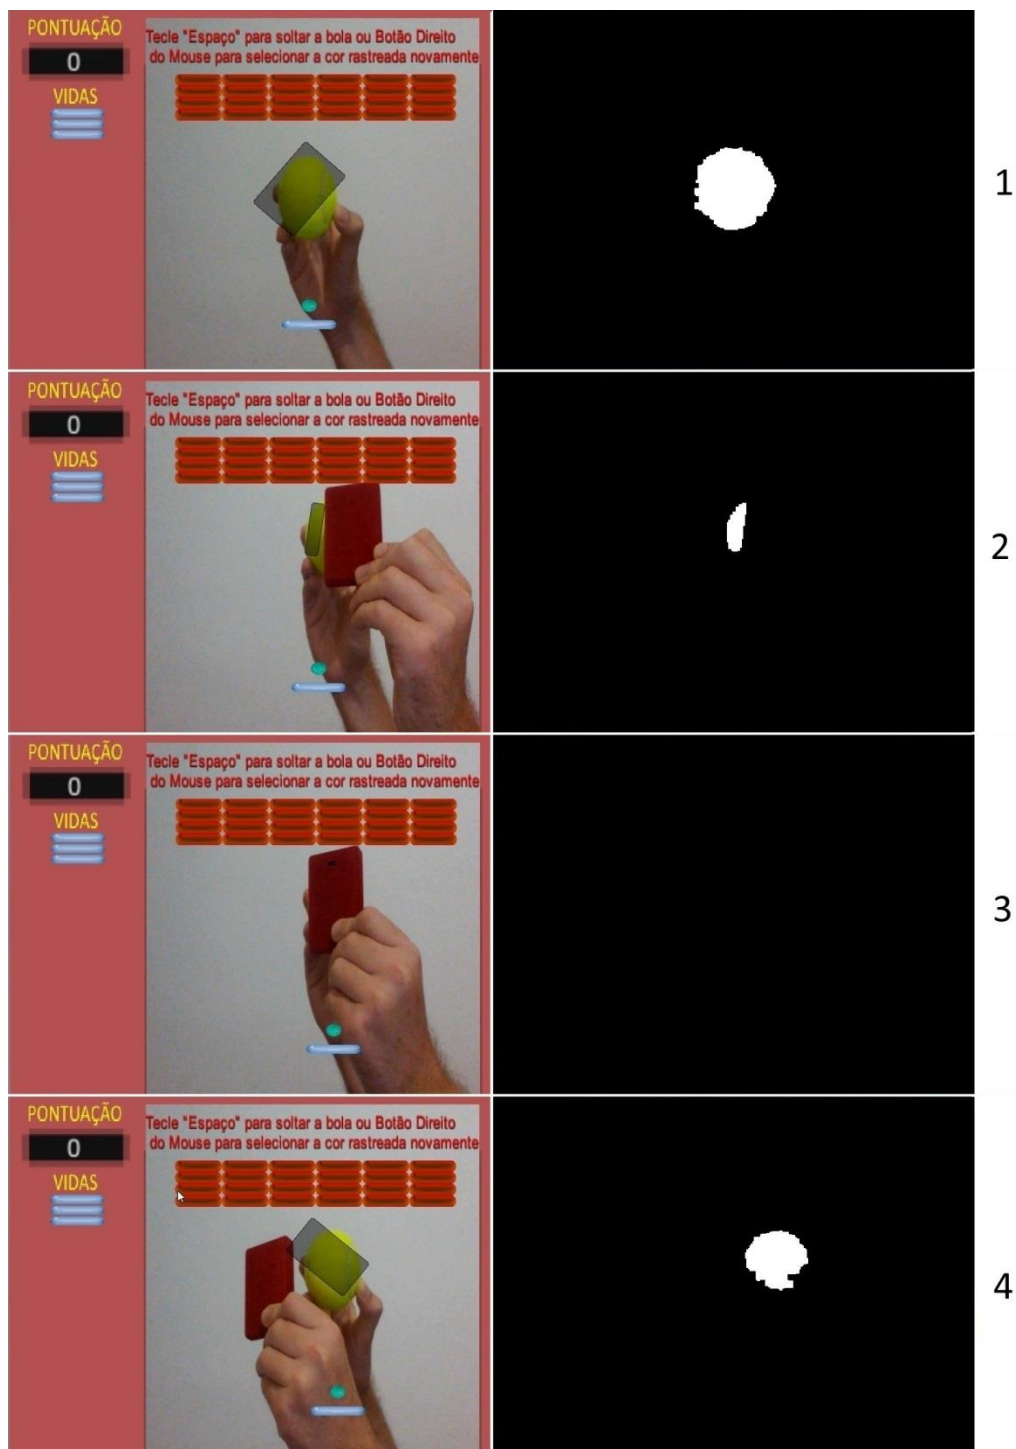 PONTUAÇÃO
0
VIDAS
Tecle "Espaço" para soltar a bola ou Botão Direito
do Mouse para selecionar a cor rastreada novamente
1
PONTUAÇÃO
0
VIDAS
Tecle "Espaço" para soltar a bola ou Botão Direito
do Mouse para selecionar a cor rastreada novamente
2
PONTUAÇÃO
0
VIDAS
Tecle "Espaço" para soltar a bola ou Botão Direito
do Mouse para selecionar a cor rastreada novamente
3
PONTUAÇÃO
0
VIDAS
Tecle "Espaço" para soltar a bola ou Botão Direito
do Mouse para selecionar a cor rastreada novamente
4